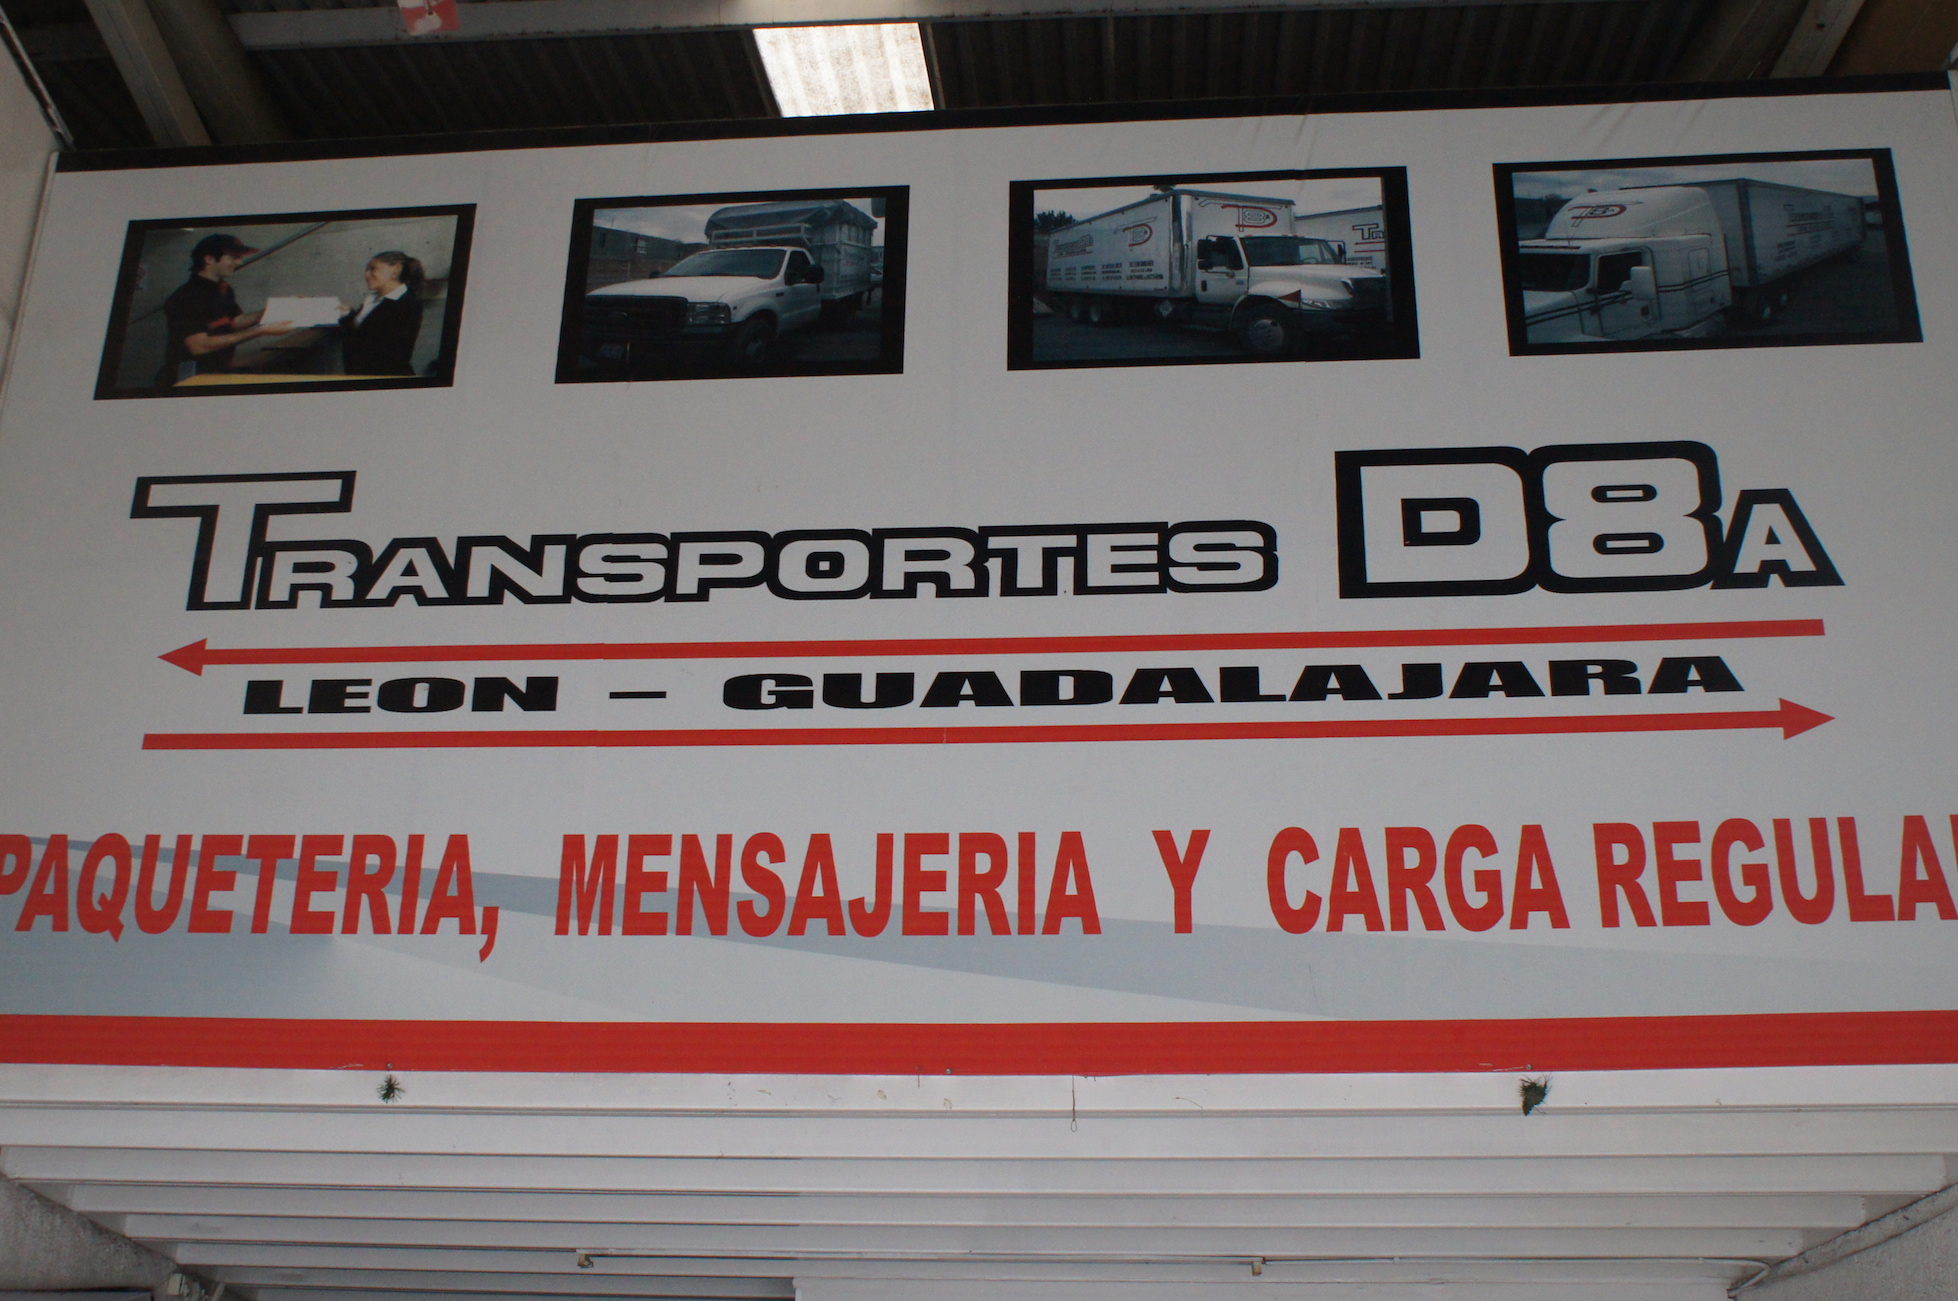 TRANSPORTES D8A
LEON - GUADALAJARA
PAQUETERIA, MENSAJERIA Y CARGA REGULA